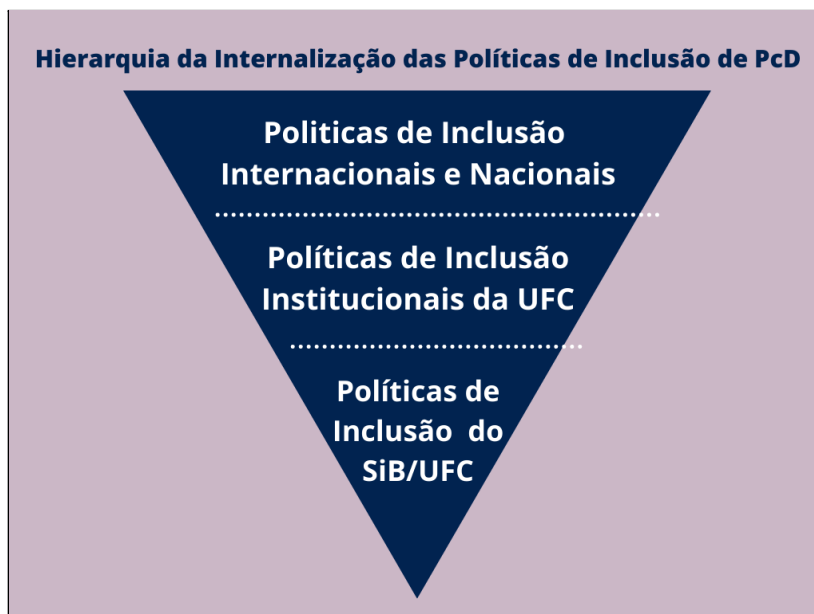 Hierarquia da Internalização das Políticas de Inclusão de PcD
Politicas de Inclusão
Internacionais e Nacionais
Políticas de Inclusão
Institucionais da UFC
Políticas de
Inclusão do
SiB/UFC